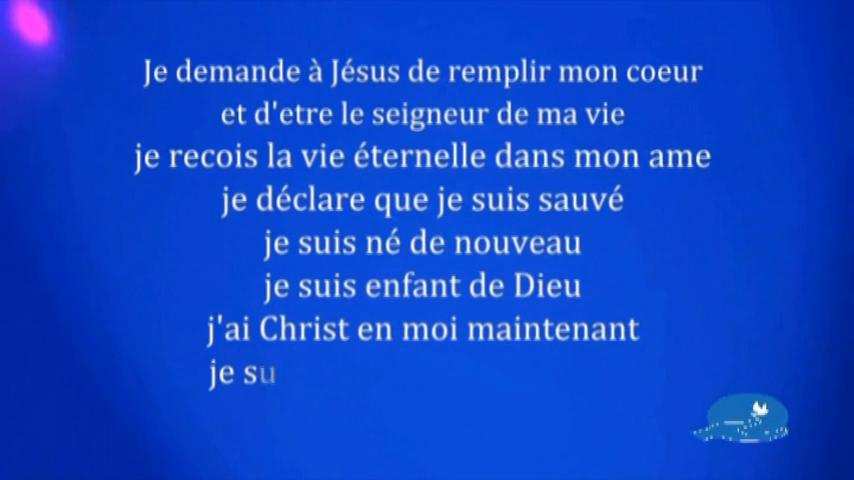 Je demande à Jésus de remplir mon coeur
et d'etre le seigneur de ma vie
je recois la vie éternelle dans mon ame
je déclare que je suis sauvé
je suis né de nouveau
je suis enfant de Dieu
j'ai Christ en moi maintenant
je su